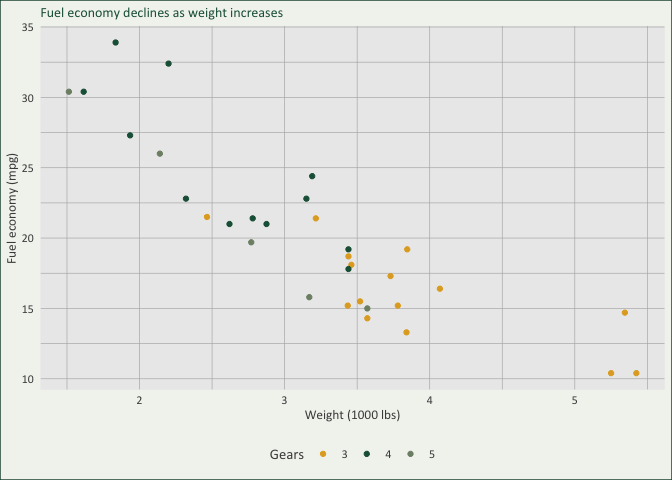 Fuel economy declines as weight increases
35
30
25
20
15
10
Fuel economy (mpg)
2 3 4 5
Weight (1000 lbs)
Gears 3 4 5